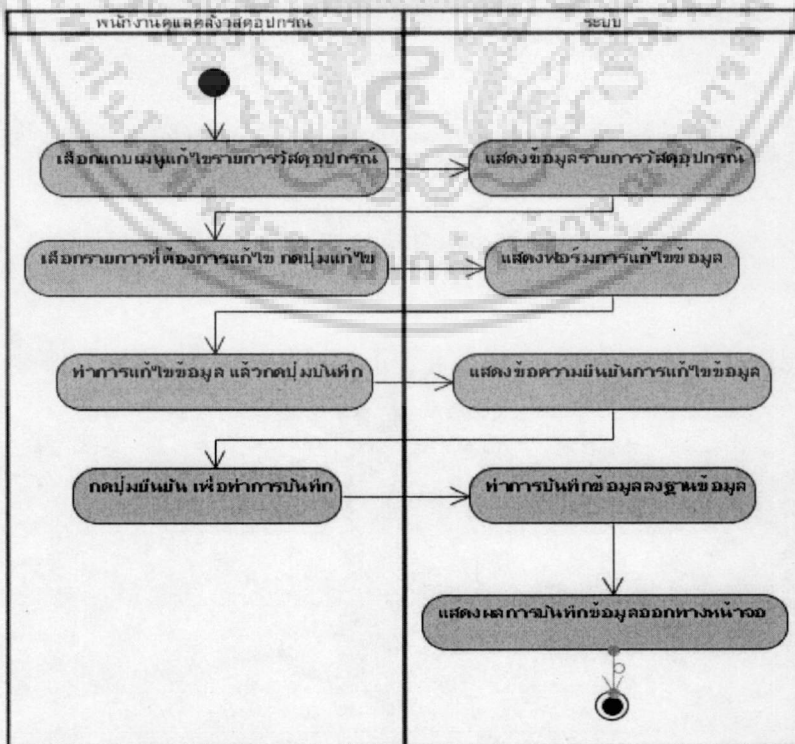 พนักงานดูแลคลังวัสดุอุปกรณ์
ระบบ
เลือกแถบเมนูแก้ไขรายการวัสดุอุปกรณ์
แสดงข้อมูลรายการวัสดุอุปกรณ์
เลือกรายการที่ต้องการแก้ไข กดปุ่มแก้ไข
แสดงฟอร์มการแก้ไขข้อมูล
ทำการแก้ไขข้อมูล แล้วกดปุ่มบันทึก
แสดงข้อความยืนยันการแก้ไขข้อมูล
กดปุ่มยืนยัน เพื่อทำการบันทึก
ทำการบันทึกข้อมูลลงฐานข้อมูล
แสดงผลการบันทึกข้อมูลออกทางหน้าจอ